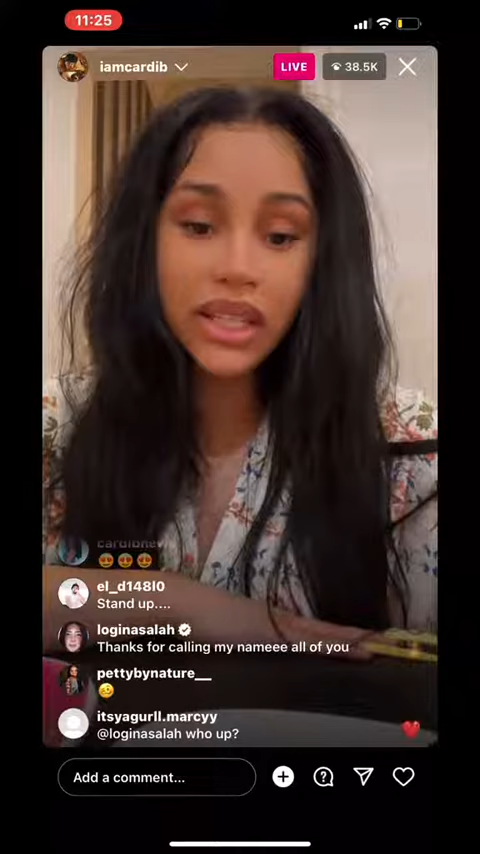 11:25
iamcardib
LIVE
38.5K
cardibnews
😍😍😍
el_d148l0
Stand up....
loginasalah
Thanks for calling my nameee all of you
pettybynature__
🥴
itsyagurll.marcyy
@loginasalah who up?
Add a comment...